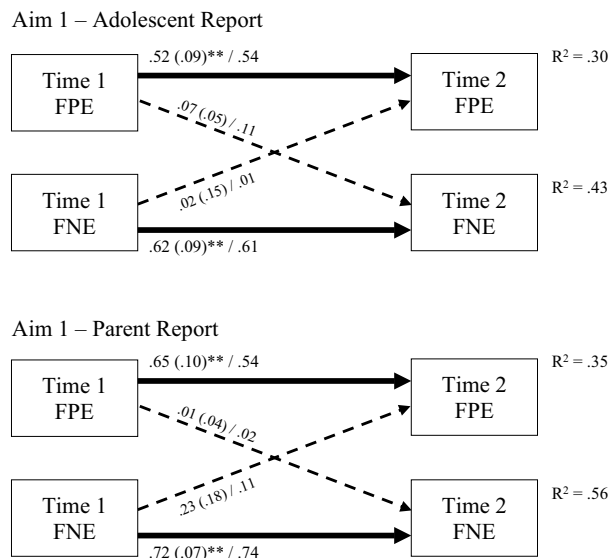 Aim 1 – Adolescent Report
.52 (.09)** / .54
Time 1
FPE
Time 2
FPE
R² = .30
.07 (.05) / .11
.02 (.15) / .01
Time 1
FNE
Time 2
FNE
R² = .43
.62 (.09)** / .61
Aim 1 – Parent Report
.65 (.10)** / .54
Time 1
FPE
Time 2
FPE
R² = .35
.01 (.04) / .02
.23 (.18) / .11
Time 1
FNE
Time 2
FNE
R² = .56
.72 (.07)** / .74